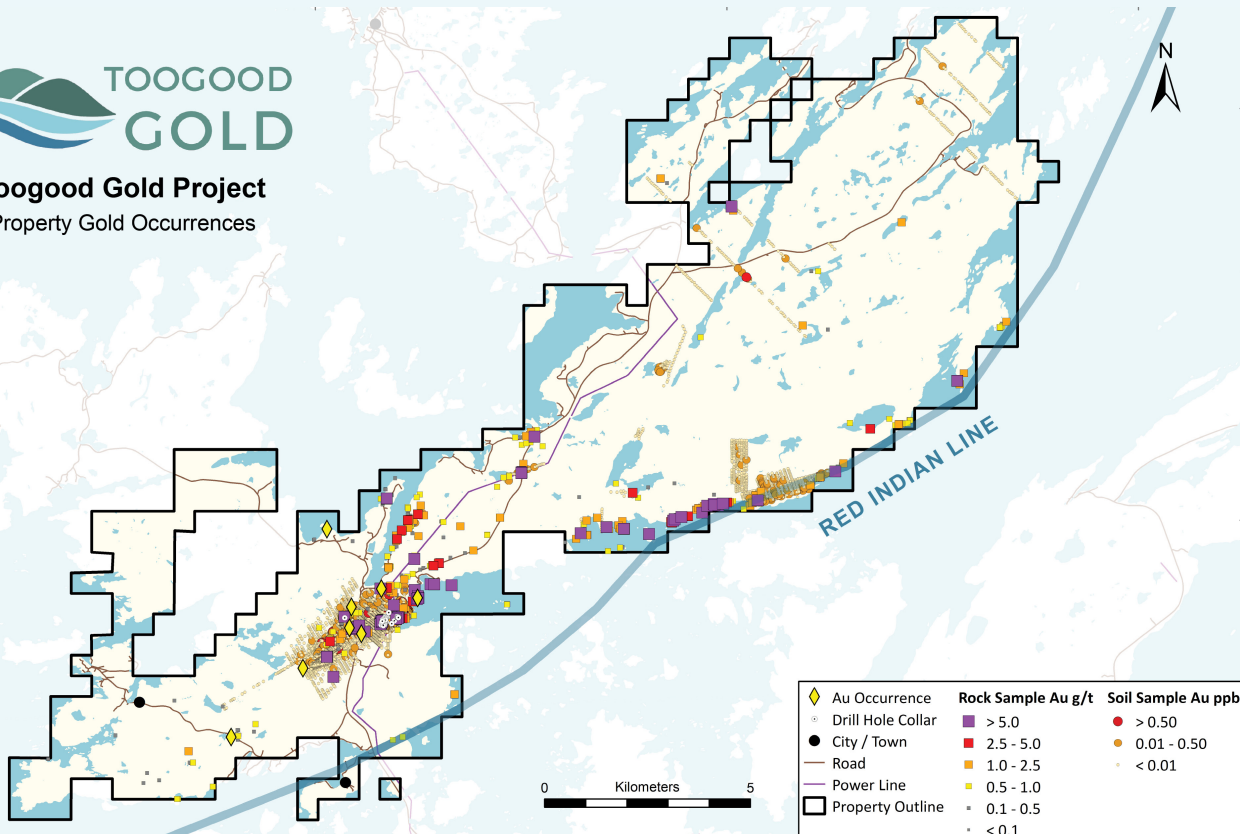 TOOGOOD
GOLD
oogood Gold Project
Property Gold Occurrences
N
RED INDIAN LINE
0 Kilometers 5
Au Occurrence
Drill Hole Collar
City / Town
Road
Power Line
Property Outline
Rock Sample Au g/t
> 5.0
2.5 - 5.0
1.0 - 2.5
0.5 - 1.0
0.1 - 0.5
< 0.1
Soil Sample Au ppb
> 0.50
0.01 - 0.50
< 0.01